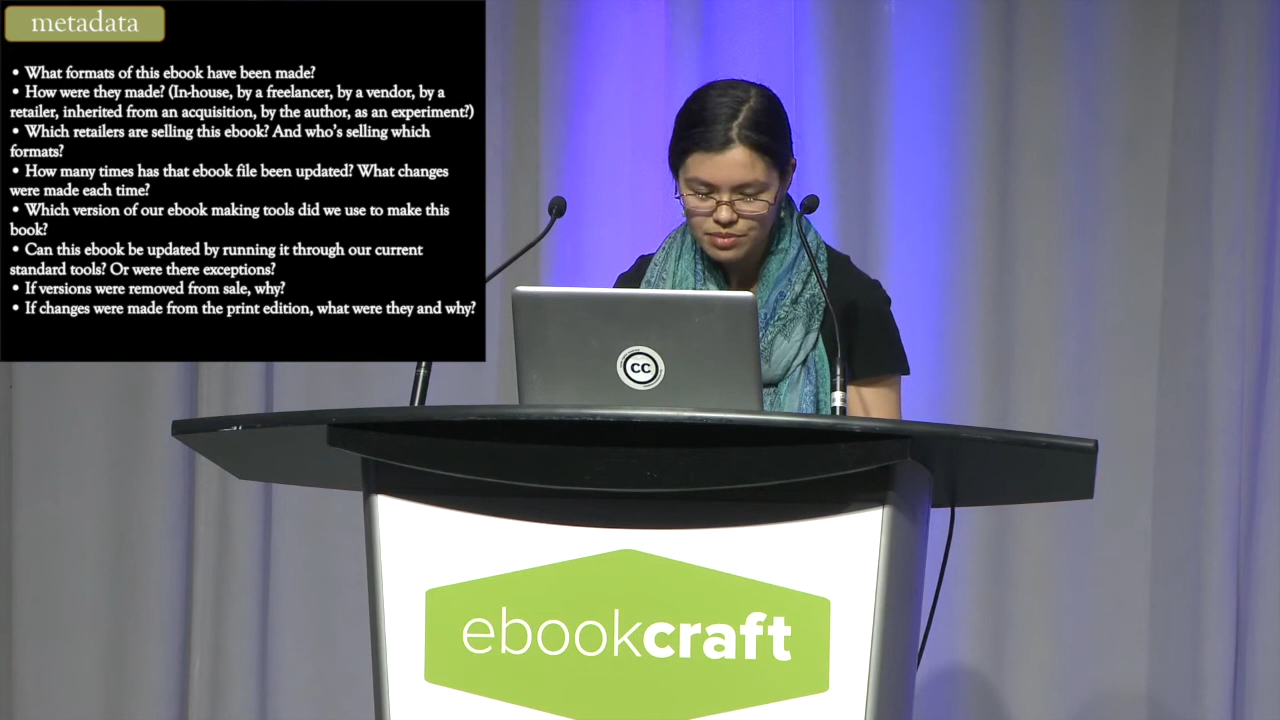 metadata
• What formats of this ebook have been made?
• How were they made? (In-house, by a freelancer, by a vendor, by a
retailer, inherited from an acquisition, by the author, as an experiment?)
• Which retailers are selling this ebook? And who's selling which
formats?
• How many times has that ebook file been updated? What changes
were made each time?
• Which version of our ebook making tools did we use to make this
book?
• Can this ebook be updated by running it through our current
standard tools? Or were there exceptions?
• If versions were removed from sale, why?
• If changes were made from the print edition, what were they and why?
cc
ebookcraft